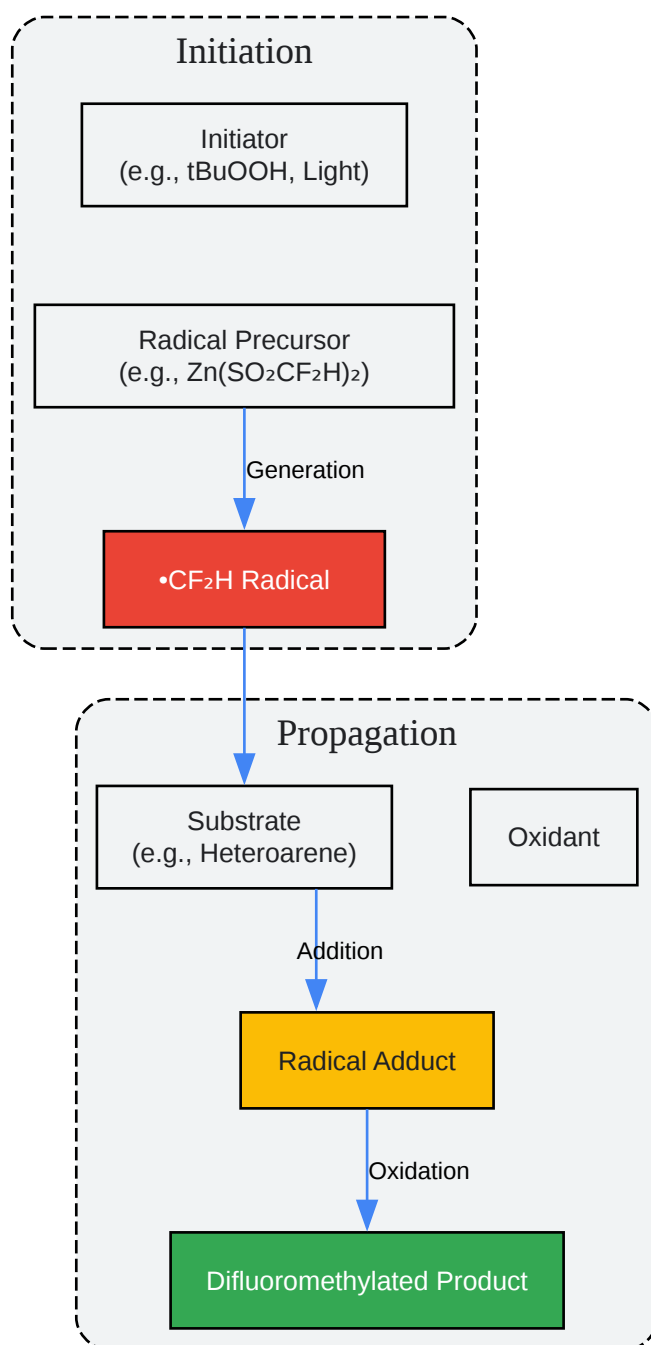 Initiation
Initiator
(e.g., tBuOOH, Light)
Radical Precursor
(e.g., Zn(SO₂CF₂H)₂)
Generation
•CF₂H Radical
Propagation
Substrate
(e.g., Heteroarene)
Oxidant
Addition
Radical Adduct
Oxidation
Difluoromethylated Product